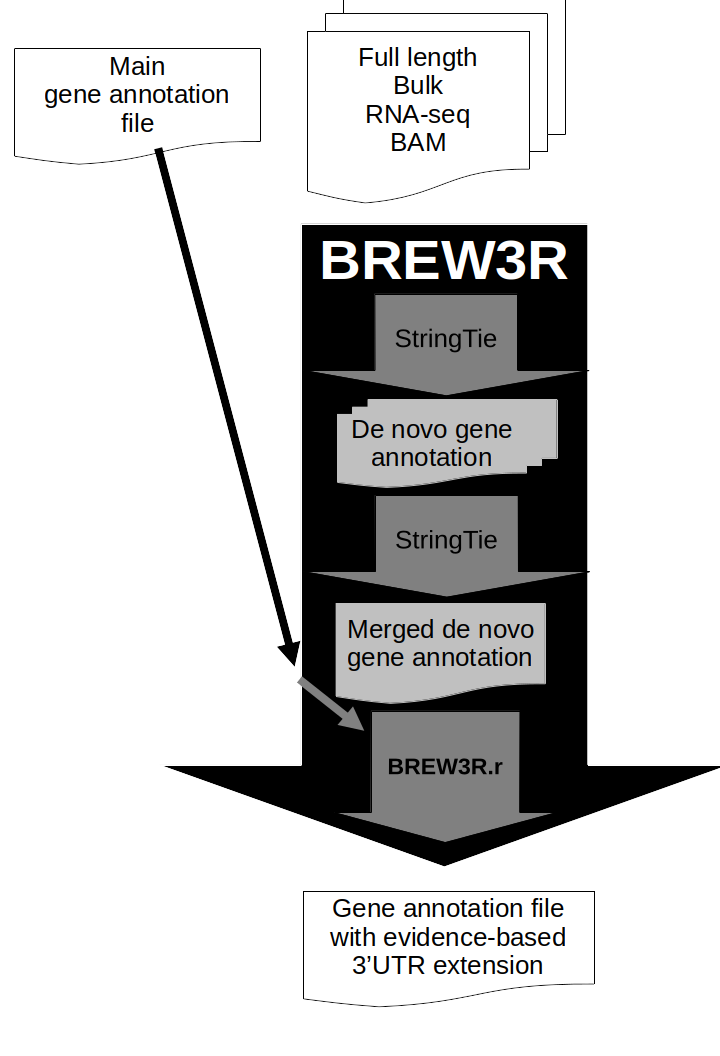 Main
gene annotation
file
Full length
Bulk
RNA-seq
BAM
BREW3R
StringTie
De novo gene
annotation
StringTie
Merged de novo
gene annotation
BREW3R.r
Gene annotation file
with evidence-based
3’UTR extension